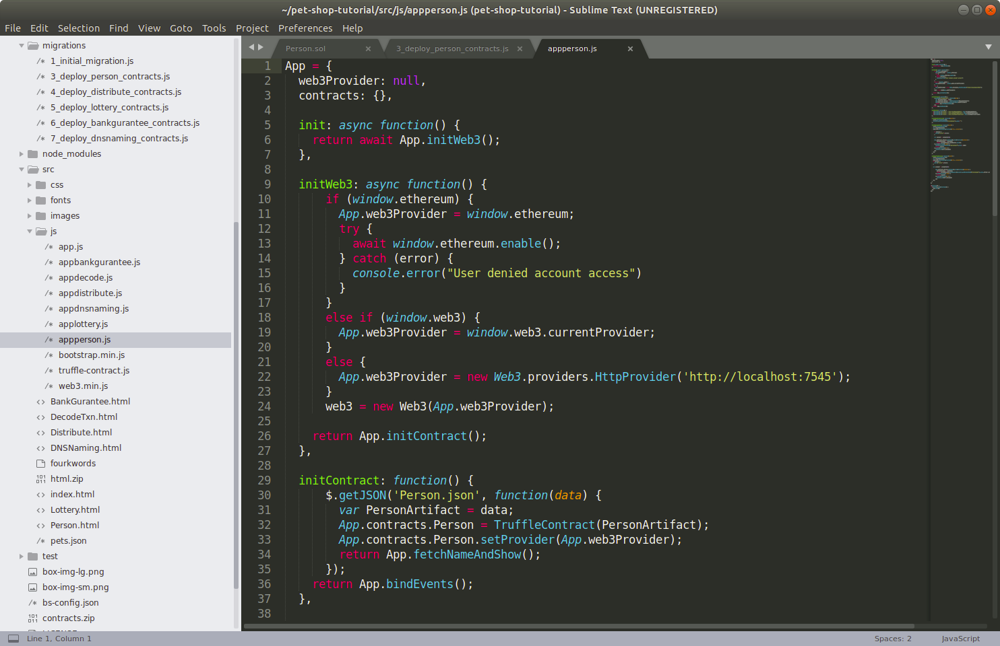 ~/pet-shop-tutorial/src/js/appperson.js (pet-shop-tutorial) - Sublime Text (UNREGISTERED)
File Edit Selection Find View Goto Tools Project Preferences Help
migrations
/* 1_initial_migration.js
/* 3_deploy_person_contracts.js
/* 4_deploy_distribute_contracts.js
/* 5_deploy_lottery_contracts.js
/* 6_deploy_bankgurantee_contracts.js
/* 7_deploy_dnsnaming_contracts.js
node_modules
src
css
fonts
images
js
/* app.js
/* appbankgurantee.js
/* appdecode.js
/* appdistribute.js
/* appdnsnaming.js
/* applottery.js
/* appperson.js
/* bootstrap.min.js
/* truffle-contract.js
/* web3.min.js
<> BankGurantee.html
<> DecodeTxn.html
<> Distribute.html
<> DNSNaming.html
fourkwords
html.zip
<> index.html
<> Lottery.html
<> Person.html
/* pets.json
test
box-img-lg.png
box-img-sm.png
/* bs-config.json
contracts.zip
Person.sol × 3_deploy_person_contracts.js × appperson.js ×
1 App = {
2   web3Provider: null,
3   contracts: {},
4
5   init: async function() {
6     return await App.initWeb3();
7   },
8
9   initWeb3: async function() {
10       if (window.ethereum) {
11         App.web3Provider = window.ethereum;
12         try {
13           await window.ethereum.enable();
14         } catch (error) {
15           console.error("User denied account access")
16         }
17       }
18       else if (window.web3) {
19         App.web3Provider = window.web3.currentProvider;
20       }
21       else {
22         App.web3Provider = new Web3.providers.HttpProvider('http://localhost:7545');
23       }
24       web3 = new Web3(App.web3Provider);
25
26     return App.initContract();
27   },
28
29   initContract: function() {
30       $.getJSON('Person.json', function(data) {
31         var PersonArtifact = data;
32         App.contracts.Person = TruffleContract(PersonArtifact);
33         App.contracts.Person.setProvider(App.web3Provider);
34         return App.fetchNameAndShow();
35       });
36     return App.bindEvents();
37   },
38
Line 1, Column 1
Spaces: 2
JavaScript